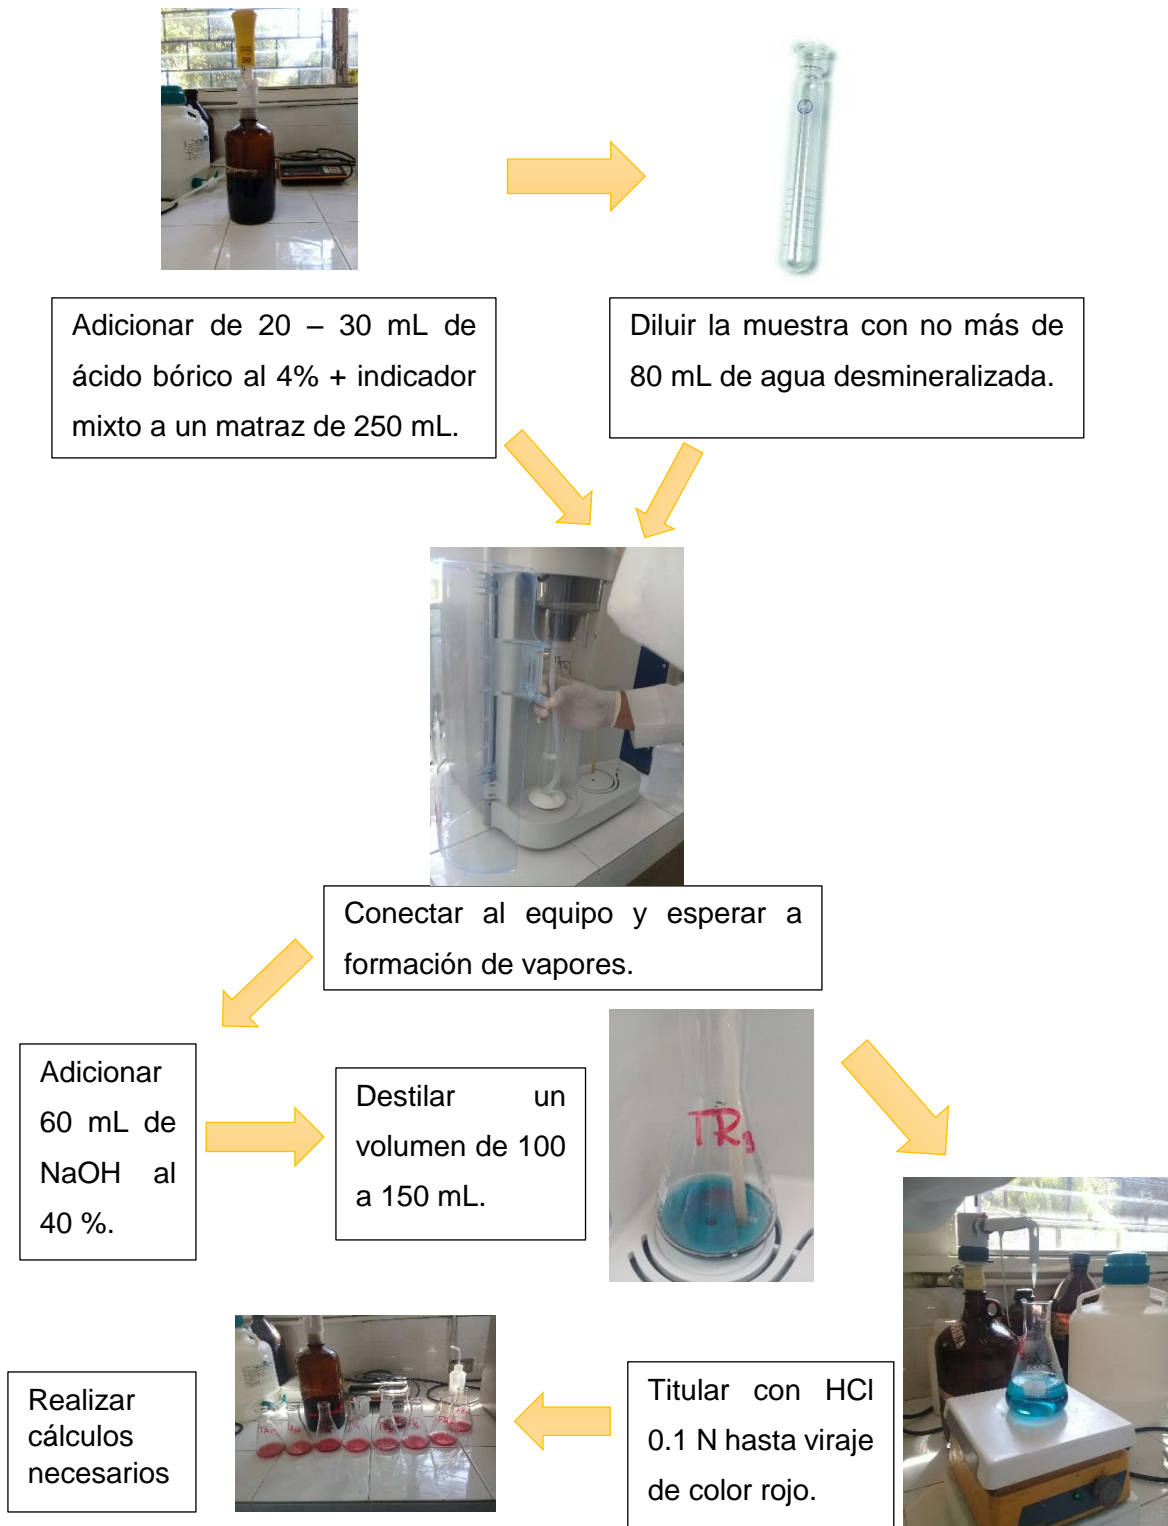 50
Adicionar de 20 – 30 mL de
ácido bórico al 4% + indicador
mixto a un matraz de 250 mL.
Diluir la muestra con no más de
80 mL de agua desmineralizada.
Conectar al equipo y esperar a
formación de vapores.
Adicionar
60 mL de
NaOH al
40 %.
Destilar un
volumen de 100
a 150 mL.
TR3
Titular con HCl
0.1 N hasta viraje
de color rojo.
Realizar
cálculos
necesarios